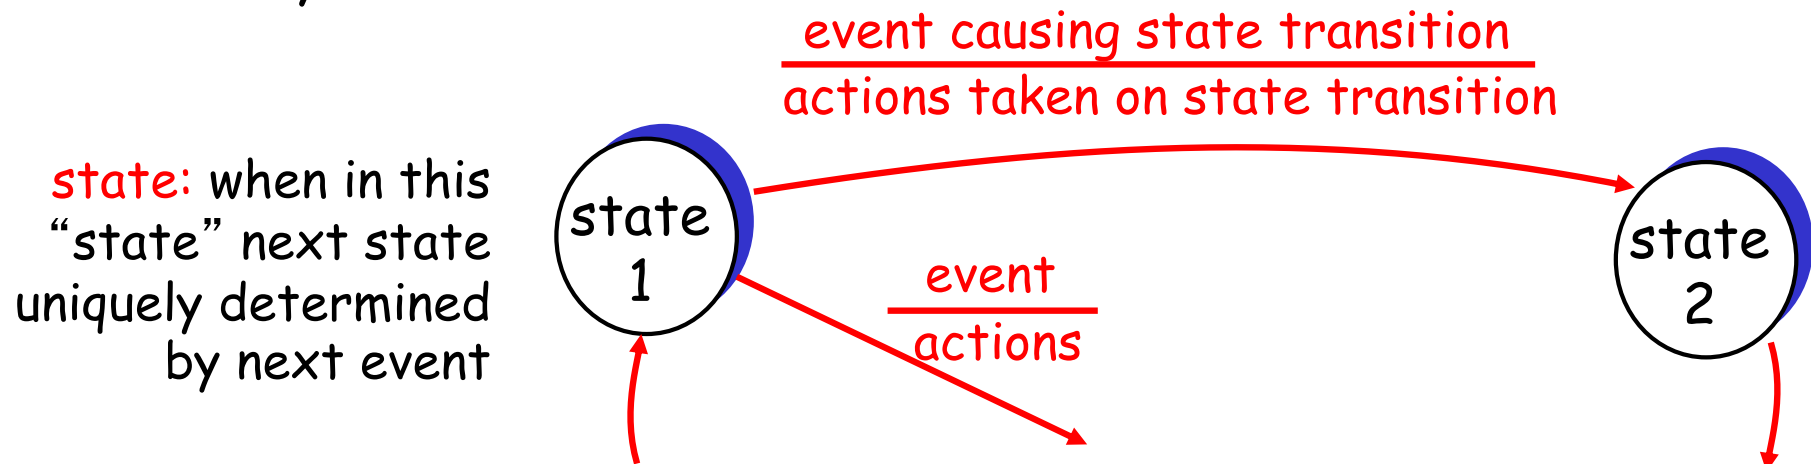 event causing state transition
actions taken on state transition
state: when in this
“state” next state
uniquely determined
by next event
state
1
event
actions
state
2